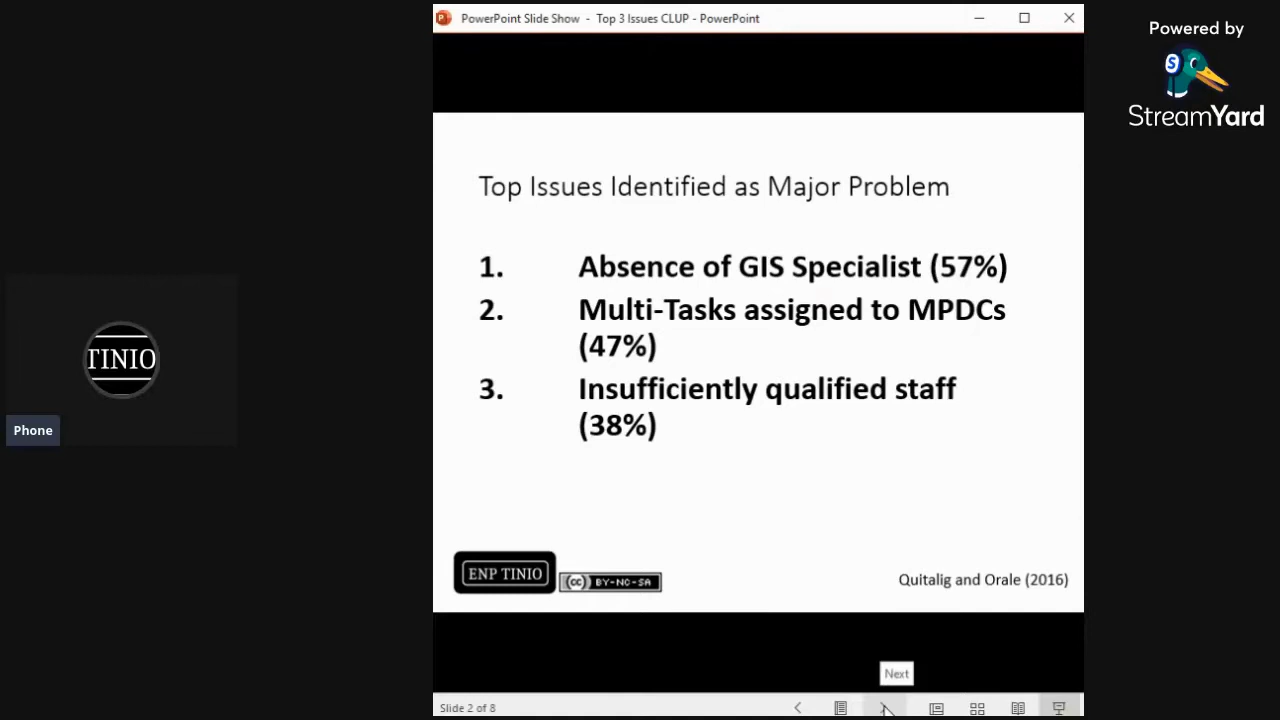 PowerPoint Slide Show - Top 3 Issues CLUP - PowerPoint
Powered by
S
StreamYard
Top Issues Identified as Major Problem
1. Absence of GIS Specialist (57%)
2. Multi-Tasks assigned to MPDCs
(47%)
3. Insufficiently qualified staff
(38%)
TINIO
Phone
ENP TINIO
cc BY-NC-SA
Quitalig and Orale (2016)
Next
Slide 2 of 8